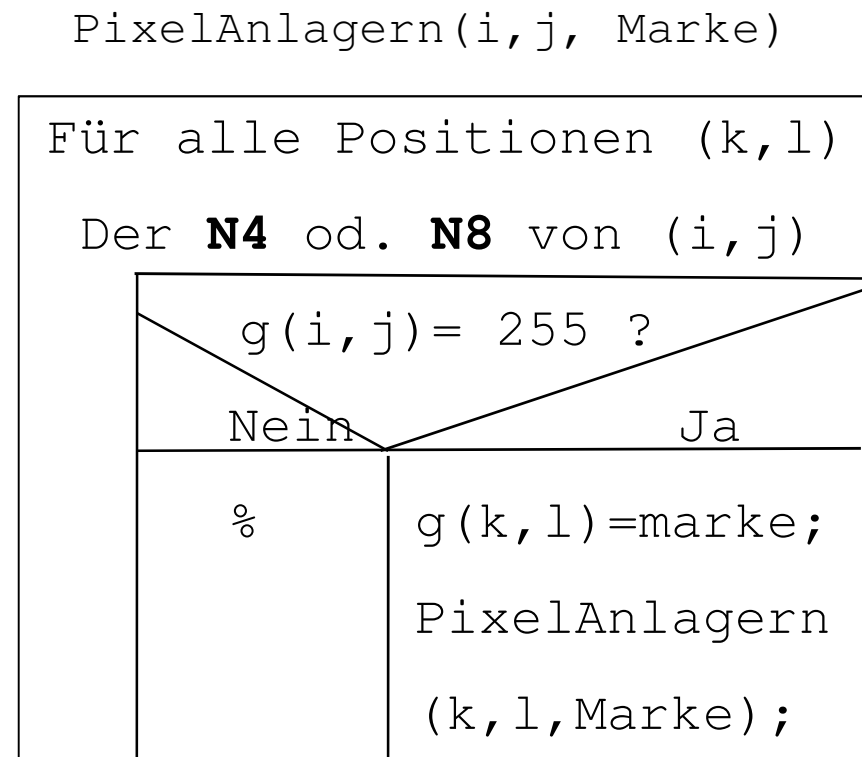 PixelAnlagern(i,j, Marke)
Für alle Positionen (k,l)
Der N4 od. N8 von (i,j)
g(i,j)= 255 ?
Nein Ja
% g(k,l)=marke;
PixelAnlagern
(k,l,Marke);